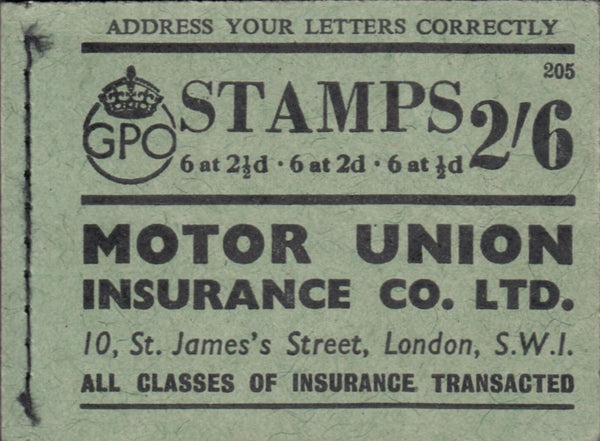 ADDRESS YOUR LETTERS CORRECTLY
205
GPO STAMPS 2/6
6 at 2½d · 6 at 2d · 6 at ½d
MOTOR UNION
INSURANCE CO. LTD.
10, St. James's Street, London, S.W.1.
ALL CLASSES OF INSURANCE TRANSACTED